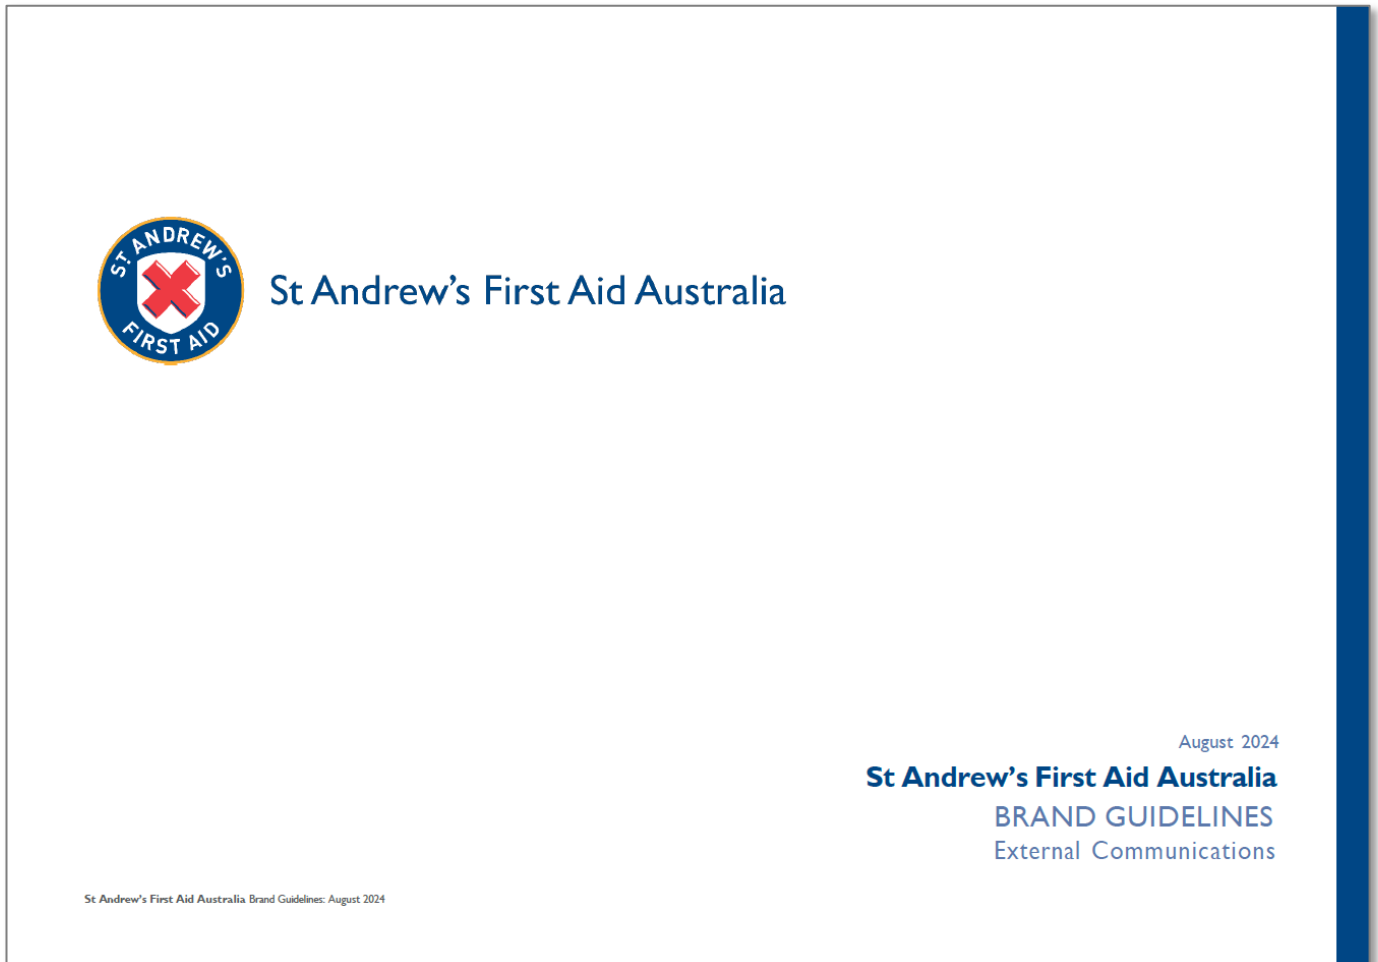 ST. ANDREW'S
FIRST AID
St Andrew’s First Aid Australia
August 2024
St Andrew’s First Aid Australia
BRAND GUIDELINES
External Communications
St Andrew’s First Aid Australia Brand Guidelines: August 2024